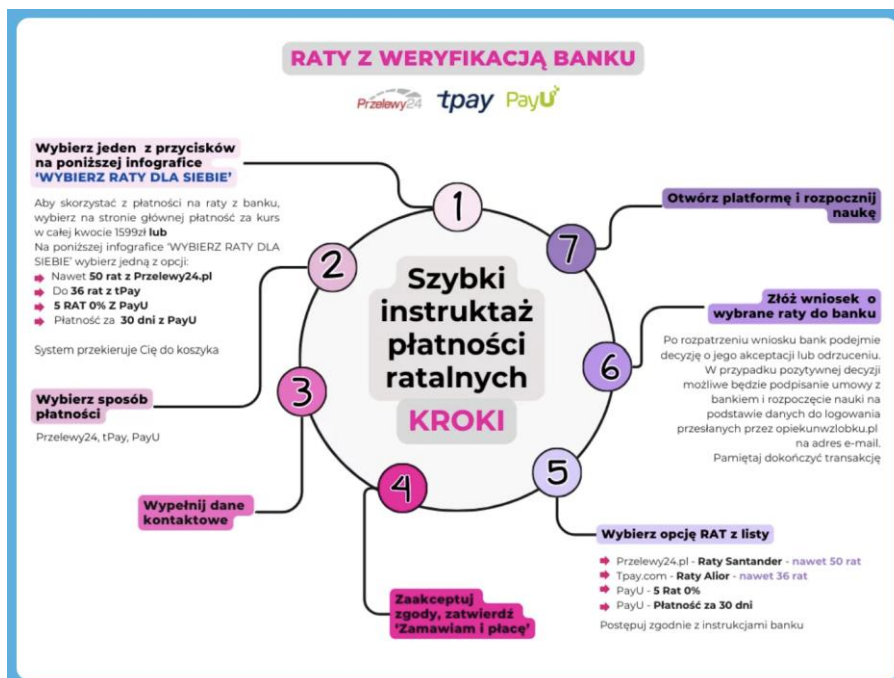 RATY Z WERYFIKACJĄ BANKU
Przelewy24 tpay PayU
Wybierz jeden z przycisków
na poniższej infografice
‘WYBIERZ RATY DLA SIEBIE’
Aby skorzystać z płatności na raty z banku,
wybierz na stronie głównej płatność za kurs
w całej kwocie 1599zł lub
Na poniższej infografice ‘WYBIERZ RATY DLA
SIEBIE’ wybierz jedną z opcji:
Nawet 50 rat z Przelewy24.pl
Do 36 rat z tPay
5 RAT 0% Z PayU
Płatność za 30 dni z PayU
System przekieruje Cię do koszyka
Wybierz sposób
płatności
Przelewy24, tPay, PayU
Wypełnij dane
kontaktowe
Zaakceptuj
zgody, zatwierdź
‘Zamawiam i płacę’
Szybki
instruktaż
płatności
ratalnych
KROKI
1
2
3
4
5
6
7
Otwórz platformę i rozpocznij
naukę
Złóż wniosek o
wybrane raty do banku
Po rozpatrzeniu wniosku bank podejmie
decyzję o jego akceptacji lub odrzuceniu.
W przypadku pozytywnej decyzji
możliwe będzie podpisanie umowy z
bankiem i rozpoczęcie nauki na
podstawie danych do logowania
przesłanych przez opiekunwzlobku.pl
na adres e-mail.
Pamiętaj dokończyć transakcję
Wybierz opcję RAT z listy
Przelewy24.pl - Raty Santander - nawet 50 rat
Tpay.com - Raty Alior - nawet 36 rat
PayU - 5 Rat 0%
PayU - Płatność za 30 dni
Postępuj zgodnie z instrukcjami banku